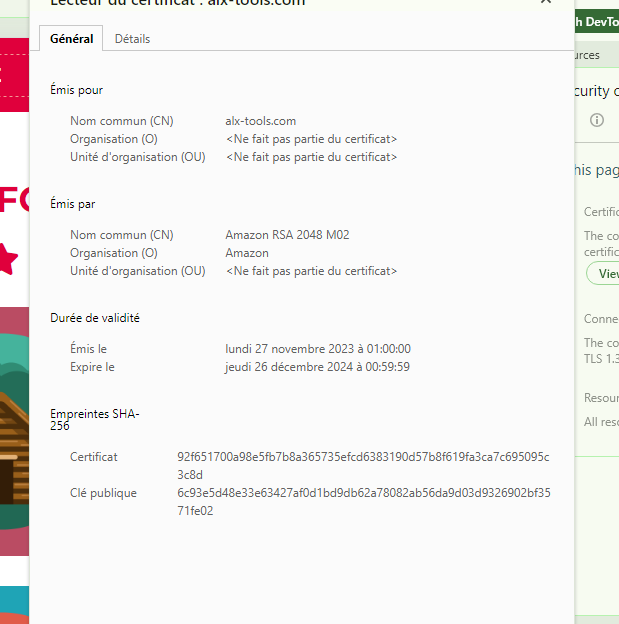 Lecteur du certificat : alx-tools.com
Général
Détails
Émis pour
Nom commun (CN) alx-tools.com
Organisation (O) <Ne fait pas partie du certificat>
Unité d'organisation (OU) <Ne fait pas partie du certificat>
Émis par
Nom commun (CN) Amazon RSA 2048 M02
Organisation (O) Amazon
Unité d'organisation (OU) <Ne fait pas partie du certificat>
Durée de validité
Émis le lundi 27 novembre 2023 à 01:00:00
Expire le jeudi 26 décembre 2024 à 00:59:59
Empreintes SHA-
256
Certificat 92f651700a98e5fb7b8a365735efcd6383190d57b8f619fa3ca7c695095c
3c8d
Clé publique 6c93e5d48e33e63427af0d1bd9db62a78082ab56da9d03d9326902bf35
71fe02
h DevTo
urces
curity o
his pag
Certific
The co
certific
View
Conne
The co
TLS 1.3
Resour
All reso
FO